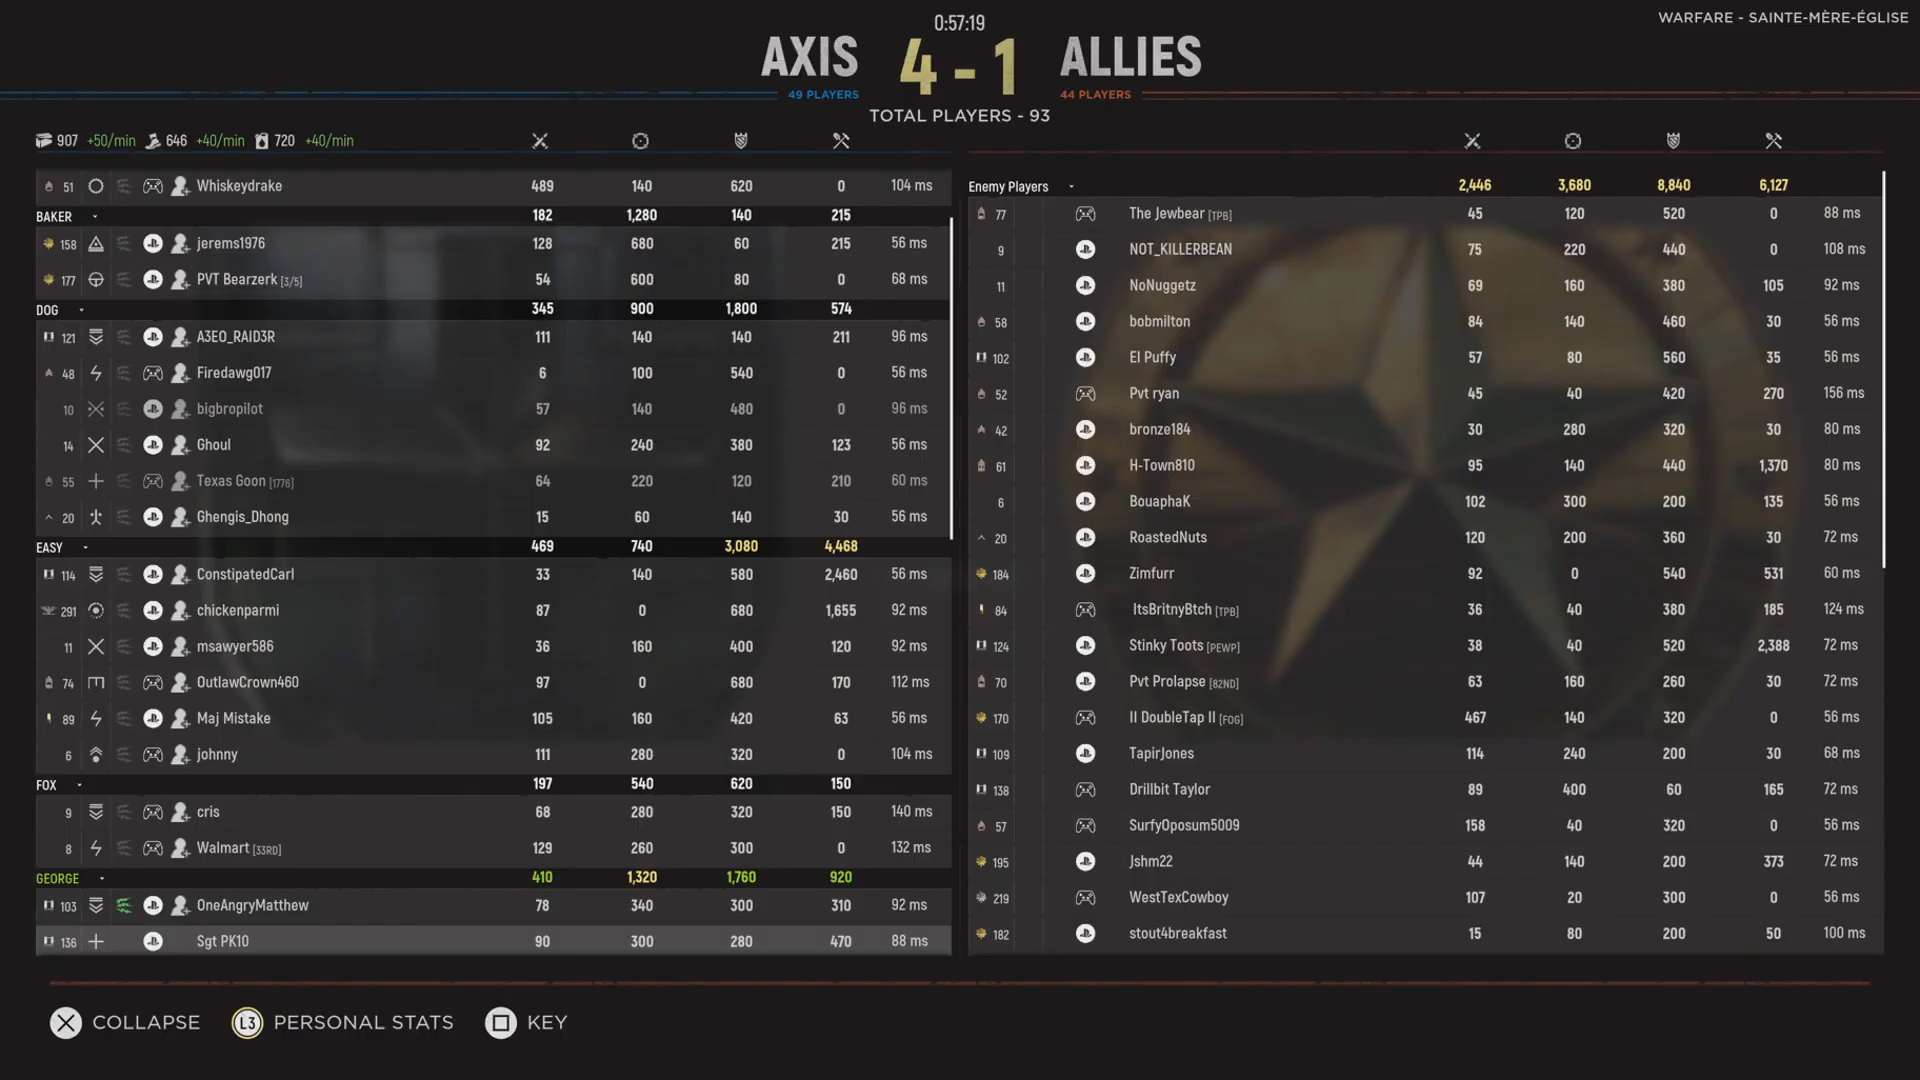 WARFARE - SAINTE-MÈRE-ÉGLISE
0:57:19
AXIS 4 - 1 ALLIES
49 PLAYERS 44 PLAYERS
TOTAL PLAYERS - 93
907 +50/min 646 +40/min 720 +40/min
51 Whiskeydrake 489 140 620 0 104 ms
BAKER 182 1,280 140 215
158 jerems1976 128 680 60 215 56 ms
177 PVT Bearzerk [3/5] 54 600 80 0 68 ms
DOG 345 900 1,800 574
121 A3EO_RAID3R 111 140 140 211 96 ms
48 Firedawg017 6 100 540 0 56 ms
10 bigbropilot 57 140 480 0 96 ms
14 Ghoul 92 240 380 123 56 ms
55 Texas Goon [1776] 64 220 120 210 60 ms
20 Ghengis_Dhong 15 60 140 30 56 ms
EASY 469 740 3,080 4,468
114 ConstipatedCarl 33 140 580 2,460 56 ms
291 chickenparmi 87 0 680 1,655 92 ms
11 msawyer586 36 160 400 120 92 ms
74 OutlawCrown460 97 0 680 170 112 ms
89 Maj Mistake 105 160 420 63 56 ms
6 johnny 111 280 320 0 104 ms
FOX 197 540 620 150
9 cris 68 280 320 150 140 ms
8 Walmart [33RD] 129 260 300 0 132 ms
GEORGE 410 1,320 1,760 920
103 OneAngryMatthew 78 340 300 310 92 ms
136 Sgt PK10 90 300 280 470 88 ms
Enemy Players 2,446 3,680 8,840 6,127
77 The Jewbear [TPB] 45 120 520 0 88 ms
9 NOT_KILLERBEAN 75 220 440 0 108 ms
11 NoNuggetz 69 160 380 105 92 ms
58 bobmilton 84 140 460 30 56 ms
102 El Puffy 57 80 560 35 56 ms
52 Pvt ryan 45 40 420 270 156 ms
42 bronze184 30 280 320 30 80 ms
61 H-Town810 95 140 440 1,370 80 ms
6 BouaphaK 102 300 200 135 56 ms
20 RoastedNuts 120 200 360 30 72 ms
184 Zimfurr 92 0 540 531 60 ms
84 ItsBritnyBtch [TPB] 36 40 380 185 124 ms
124 Stinky Toots [PEWP] 38 40 520 2,388 72 ms
70 Pvt Prolapse [82ND] 63 160 260 30 72 ms
170 II DoubleTap II [FOG] 467 140 320 0 56 ms
109 TapirJones 114 240 200 30 68 ms
138 Drillbit Taylor 89 400 60 165 72 ms
57 SurfyOposum5009 158 40 320 0 56 ms
195 Jshm22 44 140 200 373 72 ms
219 WestTexCowboy 107 20 300 0 56 ms
182 stout4breakfast 15 80 200 50 100 ms
COLLAPSE L3 PERSONAL STATS KEY